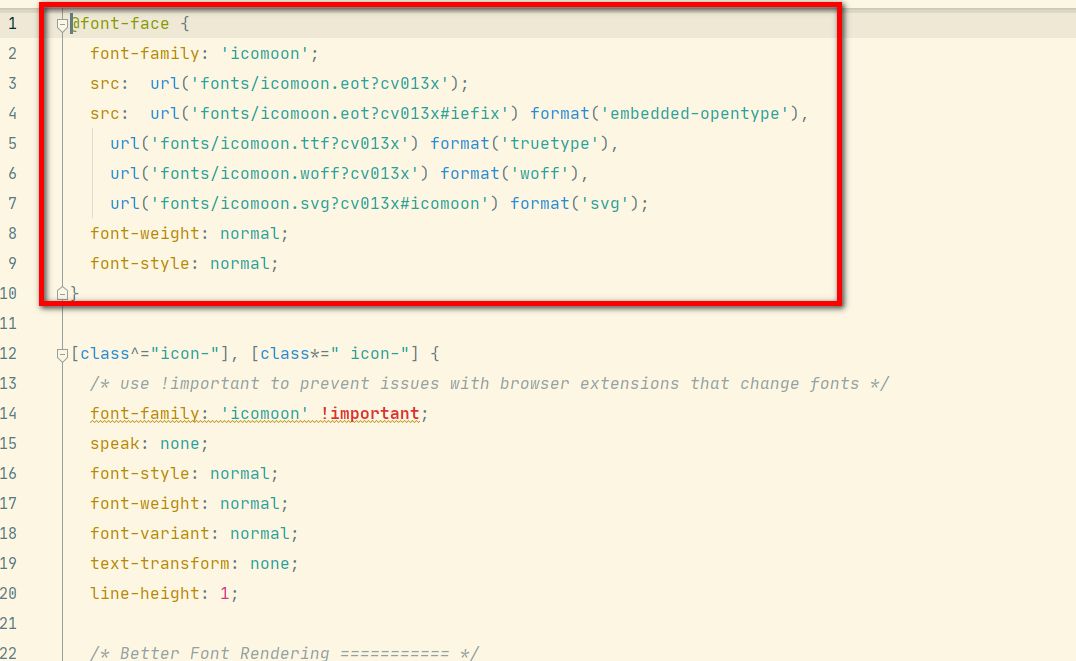 1 @font-face {
2 font-family: 'icomoon';
3 src:  url('fonts/icomoon.eot?cv013x');
4 src:  url('fonts/icomoon.eot?cv013x#iefix') format('embedded-opentype'),
5 url('fonts/icomoon.ttf?cv013x') format('truetype'),
6 url('fonts/icomoon.woff?cv013x') format('woff'),
7 url('fonts/icomoon.svg?cv013x#icomoon') format('svg');
8 font-weight: normal;
9 font-style: normal;
10 }
11
12 [class^="icon-"], [class*=" icon-"] {
13 /* use !important to prevent issues with browser extensions that change fonts */
14 font-family: 'icomoon' !important;
15 speak: none;
16 font-style: normal;
17 font-weight: normal;
18 font-variant: normal;
19 text-transform: none;
20 line-height: 1;
21
22 /* Better Font Rendering =========== */